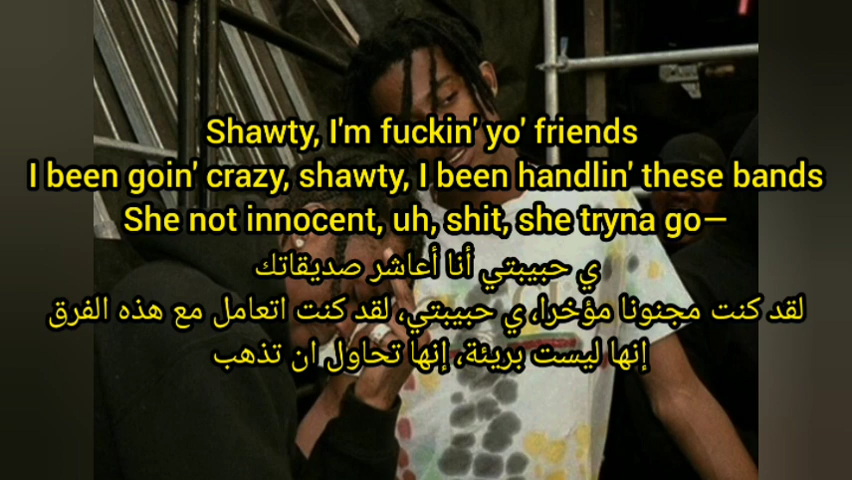 Shawty, I'm fuckin' yo' friends
I been goin' crazy, shawty, I been handlin' these bands
She not innocent, uh, shit, she tryna go—
ي حبيبتي أنا أعاشر صديقاتك
لقد كنت مجنونا مؤخرا، ي حبيبتي، لقد كنت اتعامل مع هذه الفرق
إنها ليست بريئة، إنها تحاول ان تذهب